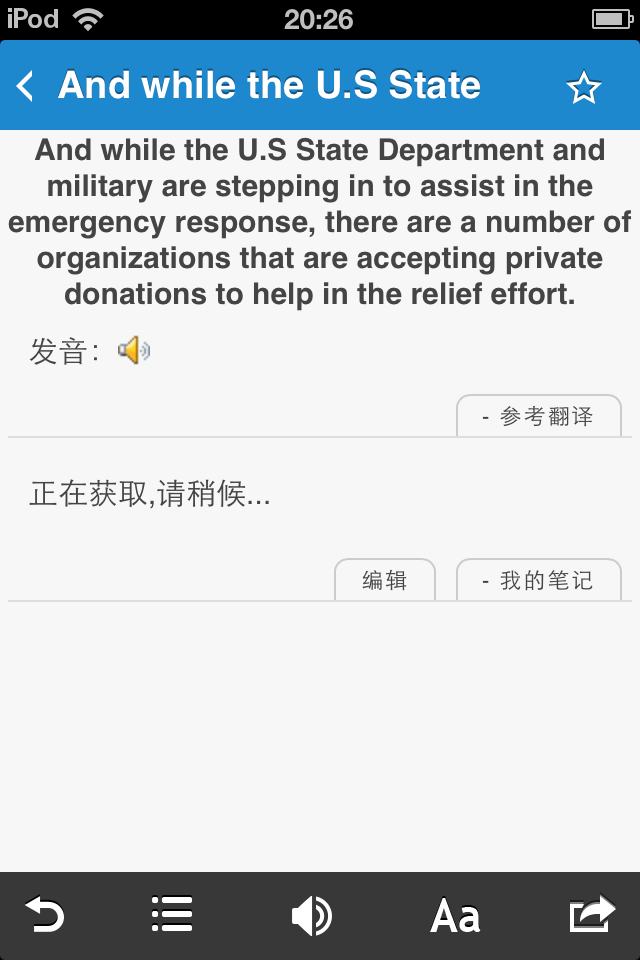 iPod 20:26
And while the U.S State
And while the U.S State Department and
military are stepping in to assist in the
emergency response, there are a number of
organizations that are accepting private
donations to help in the relief effort.
发音:
- 参考翻译
正在获取,请稍候...
编辑 - 我的笔记
Aa